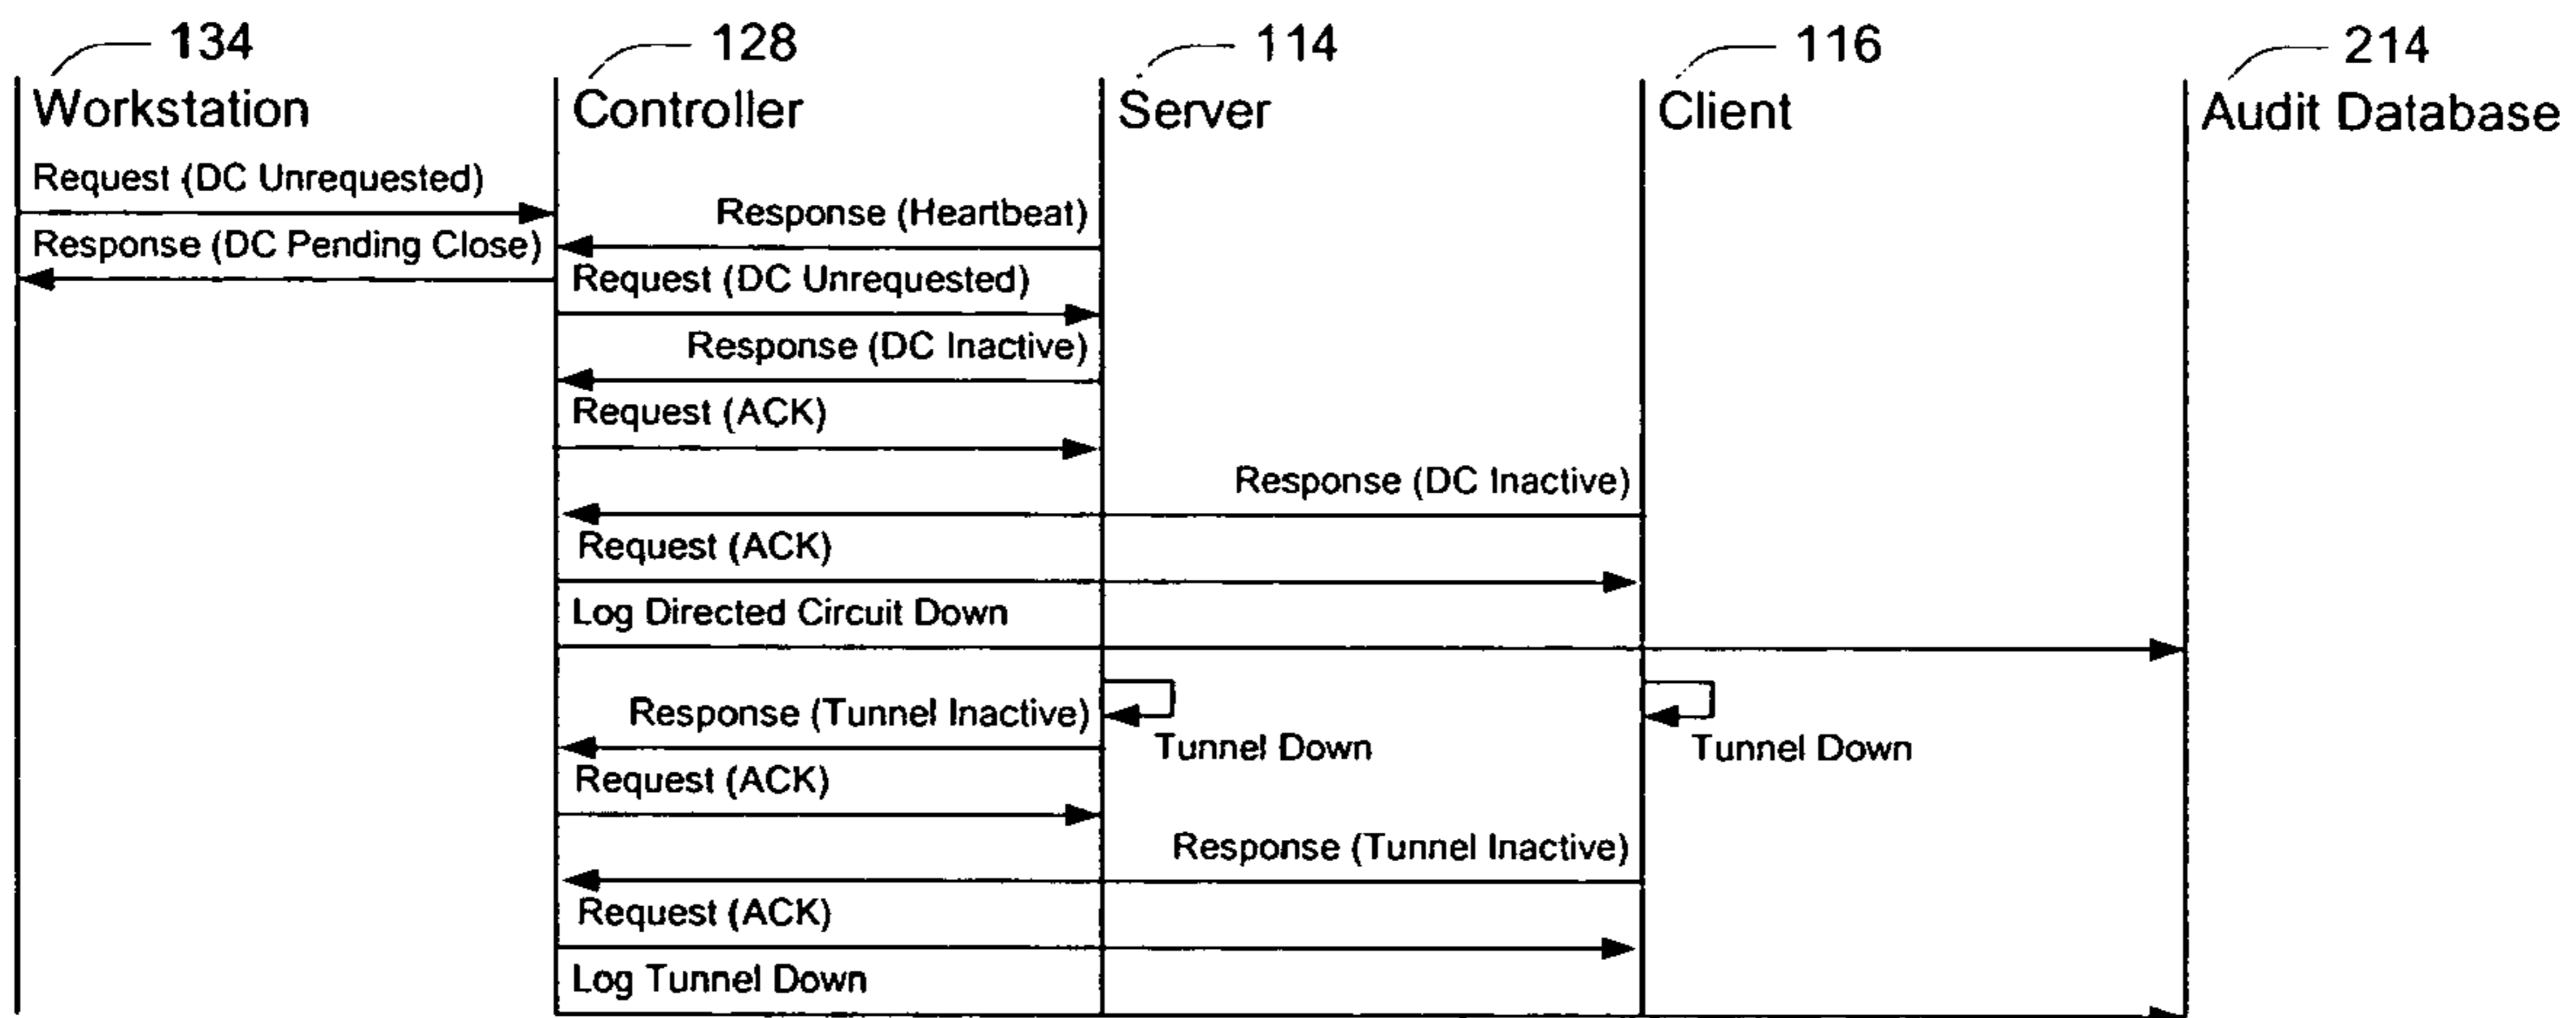 134
128
114
116
214
Workstation
Controller
Server
Client
Audit Database
Request (DC Unrequested)
Response (Heartbeat)
Response (DC Pending Close)
Request (DC Unrequested)
Response (DC Inactive)
Request (ACK)
Response (DC Inactive)
Request (ACK)
Log Directed Circuit Down
Response (Tunnel Inactive)
Tunnel Down
Tunnel Down
Request (ACK)
Response (Tunnel Inactive)
Request (ACK)
Log Tunnel Down